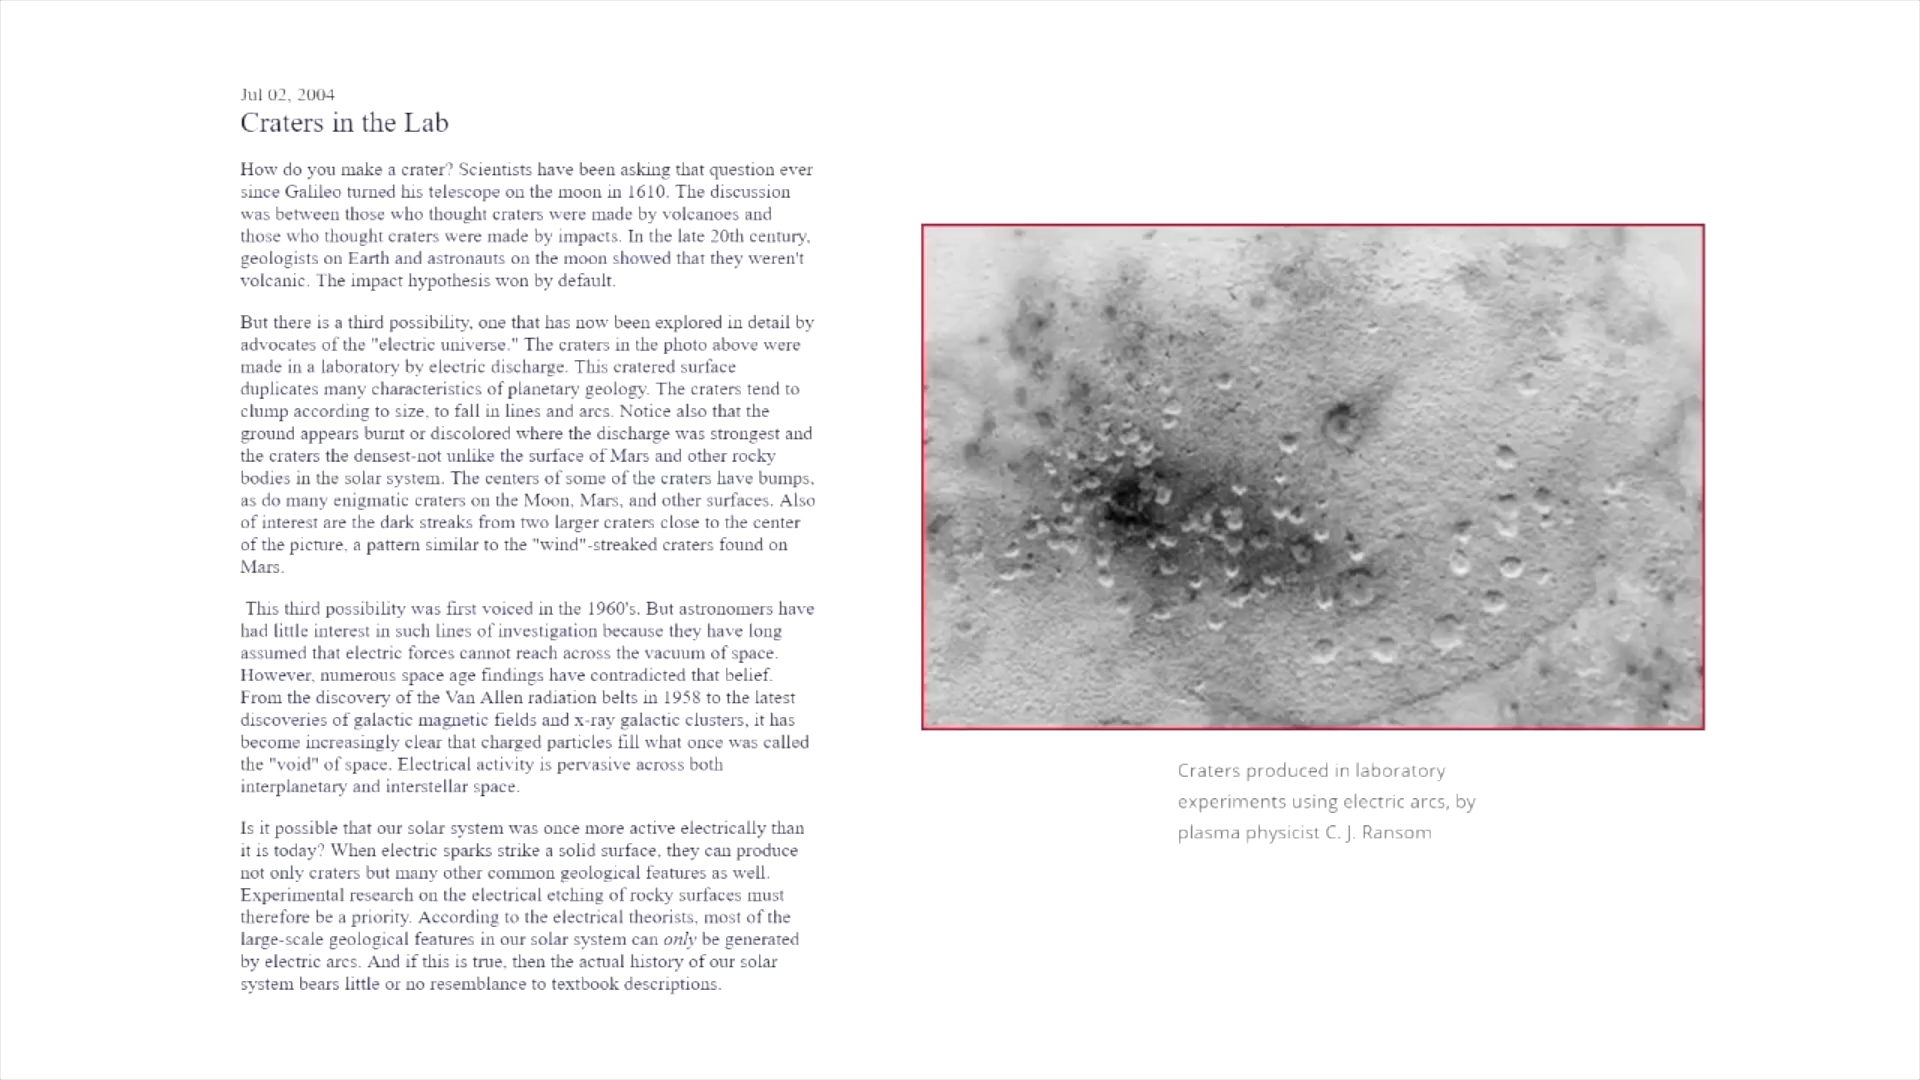 Jul 02, 2004
Craters in the Lab
How do you make a crater? Scientists have been asking that question ever
since Galileo turned his telescope on the moon in 1610. The discussion
was between those who thought craters were made by volcanoes and
those who thought craters were made by impacts. In the late 20th century,
geologists on Earth and astronauts on the moon showed that they weren't
volcanic. The impact hypothesis won by default.
But there is a third possibility, one that has now been explored in detail by
advocates of the "electric universe." The craters in the photo above were
made in a laboratory by electric discharge. This cratered surface
duplicates many characteristics of planetary geology. The craters tend to
clump according to size, to fall in lines and arcs. Notice also that the
ground appears burnt or discolored where the discharge was strongest and
the craters the densest-not unlike the surface of Mars and other rocky
bodies in the solar system. The centers of some of the craters have bumps,
as do many enigmatic craters on the Moon, Mars, and other surfaces. Also
of interest are the dark streaks from two larger craters close to the center
of the picture, a pattern similar to the "wind"-streaked craters found on
Mars.
This third possibility was first voiced in the 1960's. But astronomers have
had little interest in such lines of investigation because they have long
assumed that electric forces cannot reach across the vacuum of space.
However, numerous space age findings have contradicted that belief.
From the discovery of the Van Allen radiation belts in 1958 to the latest
discoveries of galactic magnetic fields and x-ray galactic clusters, it has
become increasingly clear that charged particles fill what once was called
the "void" of space. Electrical activity is pervasive across both
interplanetary and interstellar space.
Is it possible that our solar system was once more active electrically than
it is today? When electric sparks strike a solid surface, they can produce
not only craters but many other common geological features as well.
Experimental research on the electrical etching of rocky surfaces must
therefore be a priority. According to the electrical theorists, most of the
large-scale geological features in our solar system can only be generated
by electric arcs. And if this is true, then the actual history of our solar
system bears little or no resemblance to textbook descriptions.
Craters produced in laboratory
experiments using electric arcs, by
plasma physicist C. J. Ransom